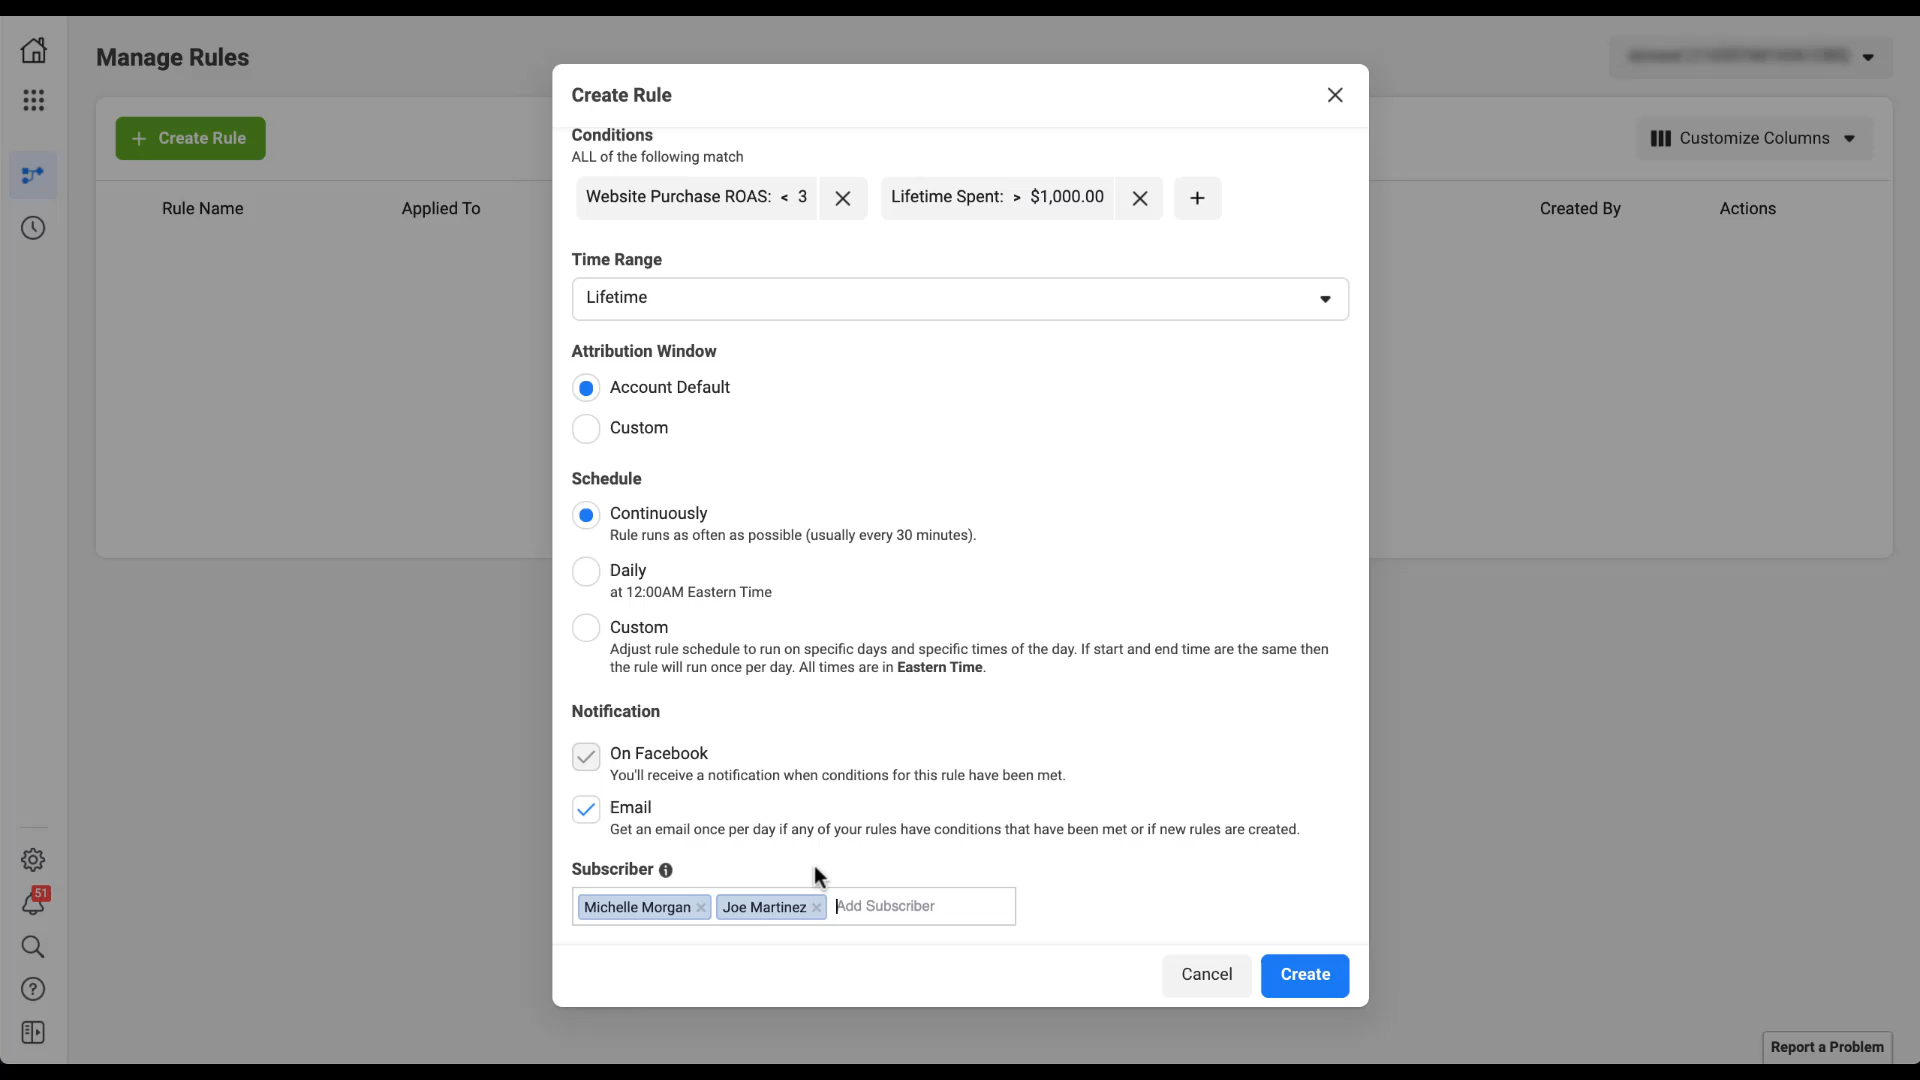 Manage Rules
Create Rule
Customize Columns
Rule Name
Applied To
Created By
Actions
Create Rule
Conditions
ALL of the following match
Website Purchase ROAS: < 3
Lifetime Spent: > $1,000.00
+
Time Range
Lifetime
Attribution Window
Account Default
Custom
Schedule
Continuously
Rule runs as often as possible (usually every 30 minutes).
Daily
at 12:00AM Eastern Time
Custom
Adjust rule schedule to run on specific days and specific times of the day. If start and end time are the same then
the rule will run once per day. All times are in Eastern Time.
Notification
On Facebook
You'll receive a notification when conditions for this rule have been met.
Email
Get an email once per day if any of your rules have conditions that have been met or if new rules are created.
Subscriber
Michelle Morgan Joe Martinez Add Subscriber
Cancel
Create
51
Report a Problem